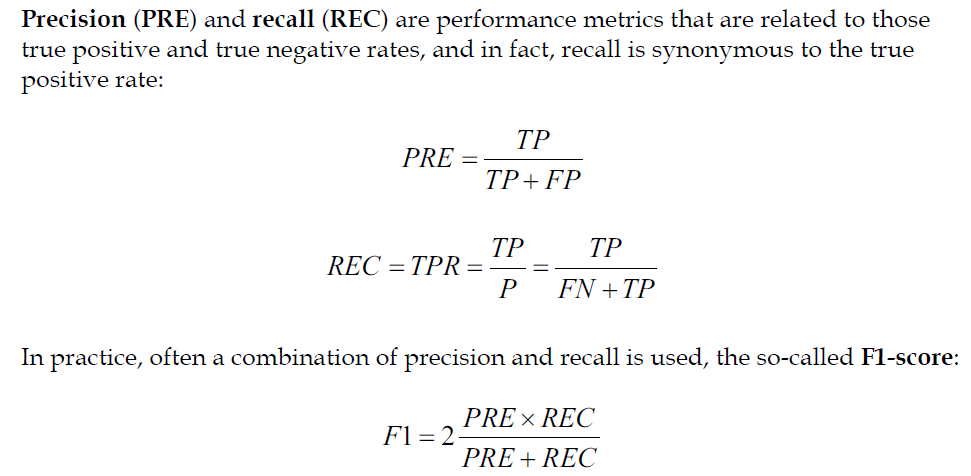 Precision (PRE) and recall (REC) are performance metrics that are related to those
true positive and true negative rates, and in fact, recall is synonymous to the true
positive rate:
PRE = TP / TP + FP
REC = TPR = TP / P = TP / FN + TP
In practice, often a combination of precision and recall is used, the so-called F1-score:
F1 = 2 PRE × REC / PRE + REC